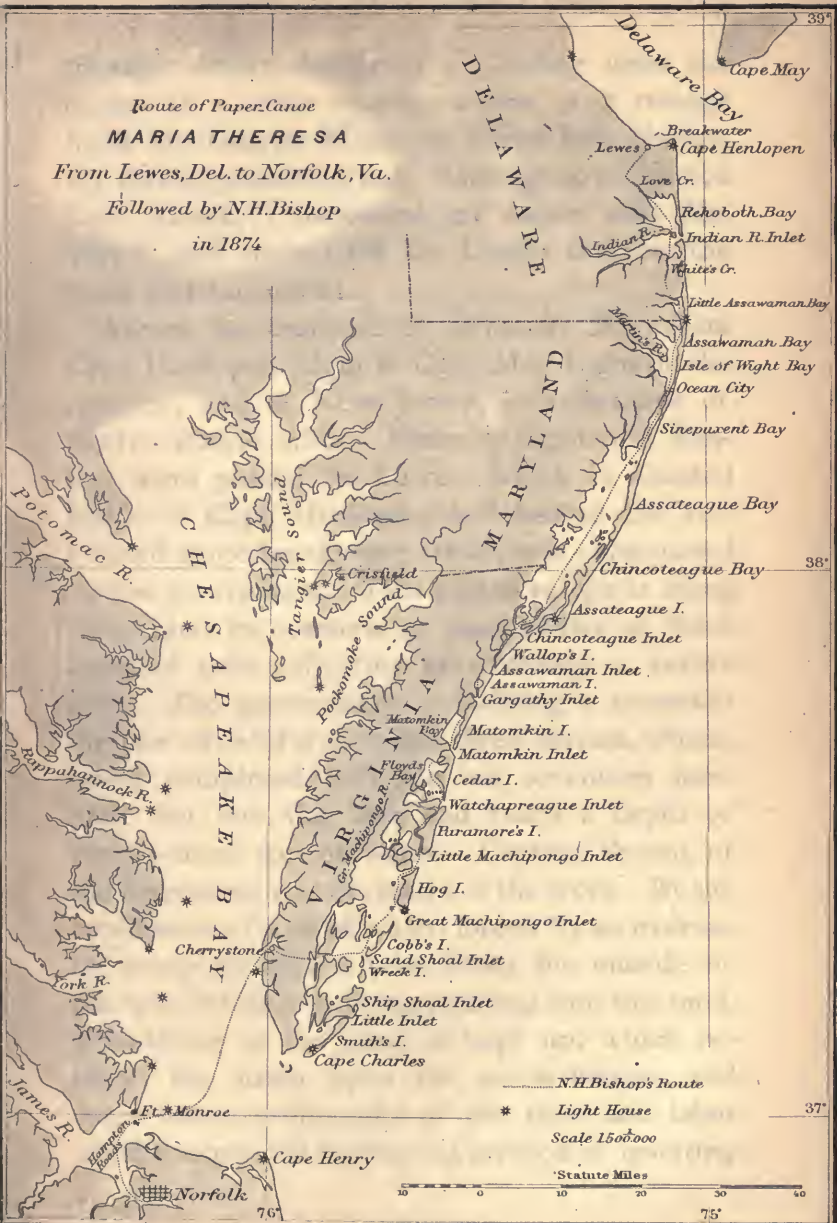 39°
Delaware Bay
Cape May
Route of Paper Canoe
MARIA THERESA
From Lewes, Del. to Norfolk, Va.
Followed by N.H. Bishop
in 1874
DELAWARE
Breakwater
Lewes
Cape Henlopen
Love Cr.
Rehoboth Bay
Indian R.
Indian R. Inlet
White's Cr.
Little Assawaman Bay
Martin's R.
Assawaman Bay
Isle of Wight Bay
Ocean City
Sinepuxent Bay
MARYLAND
Assateague Bay
Potomac R.
CHESAPEAKE BAY
Tangier Sound
Crisfield
38°
Chincoteague Bay
Pockomoke Sound
Assateague I.
Chincoteague Inlet
Wallop's I.
Assawaman Inlet
Assawaman I.
Gargathy Inlet
VIRGINIA
Matomkin Bay
Matomkin I.
Matomkin Inlet
Floyds Bay
Cedar I.
Rappahannock R.
Gr. Machipongo R.
Watchapreague Inlet
Paramore's I.
Little Machipongo Inlet
Hog I.
Great Machipongo Inlet
Cherrystone
Cobb's I.
Sand Shoal Inlet
Wreck I.
York R.
Ship Shoal Inlet
Little Inlet
Smith's I.
Cape Charles
James R.
Ft. Monroe
37°
Hampton Roads
Cape Henry
Norfolk
N.H. Bishop's Route
Light House
Scale 1500.000
Statute Miles
10 0 10 20 30 40
76°
75°